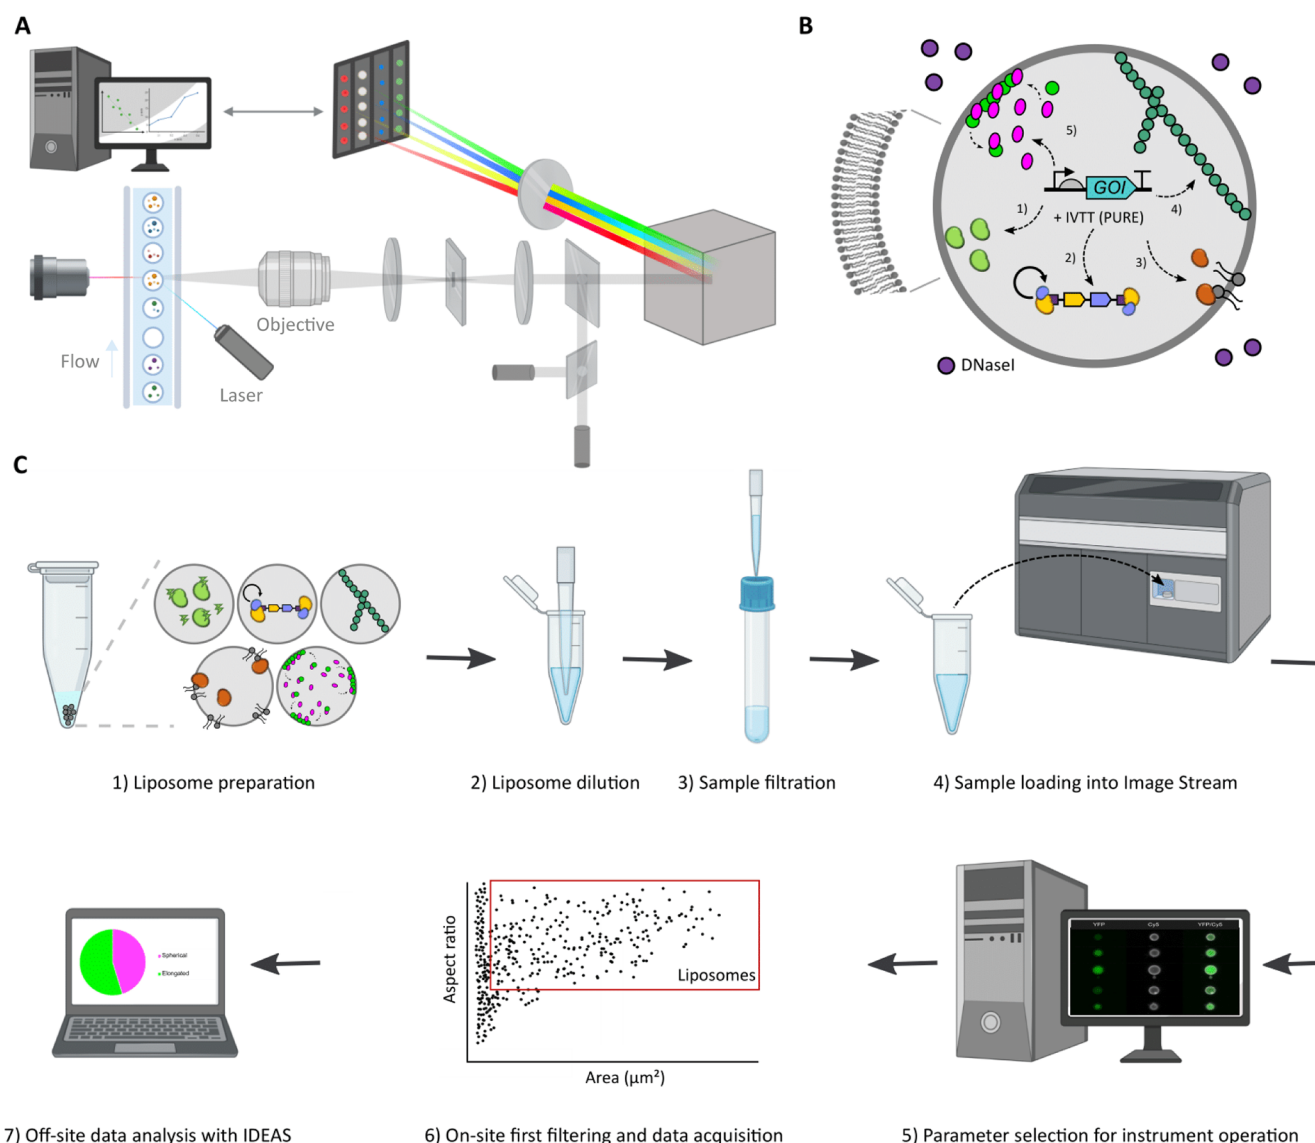 A
B
Objective
Flow
Laser
5)
GOI
1)
+ IVTT (PURE)
4)
2)
3)
DNaseI
C
1) Liposome preparation
2) Liposome dilution
3) Sample filtration
4) Sample loading into Image Stream
Spherical
Elongated
Aspect ratio
Liposomes
Area (µm²)
YFP
Cy5
YFP/Cy5
7) Off-site data analysis with IDEAS
6) On-site first filtering and data acquisition
5) Parameter selection for instrument operation